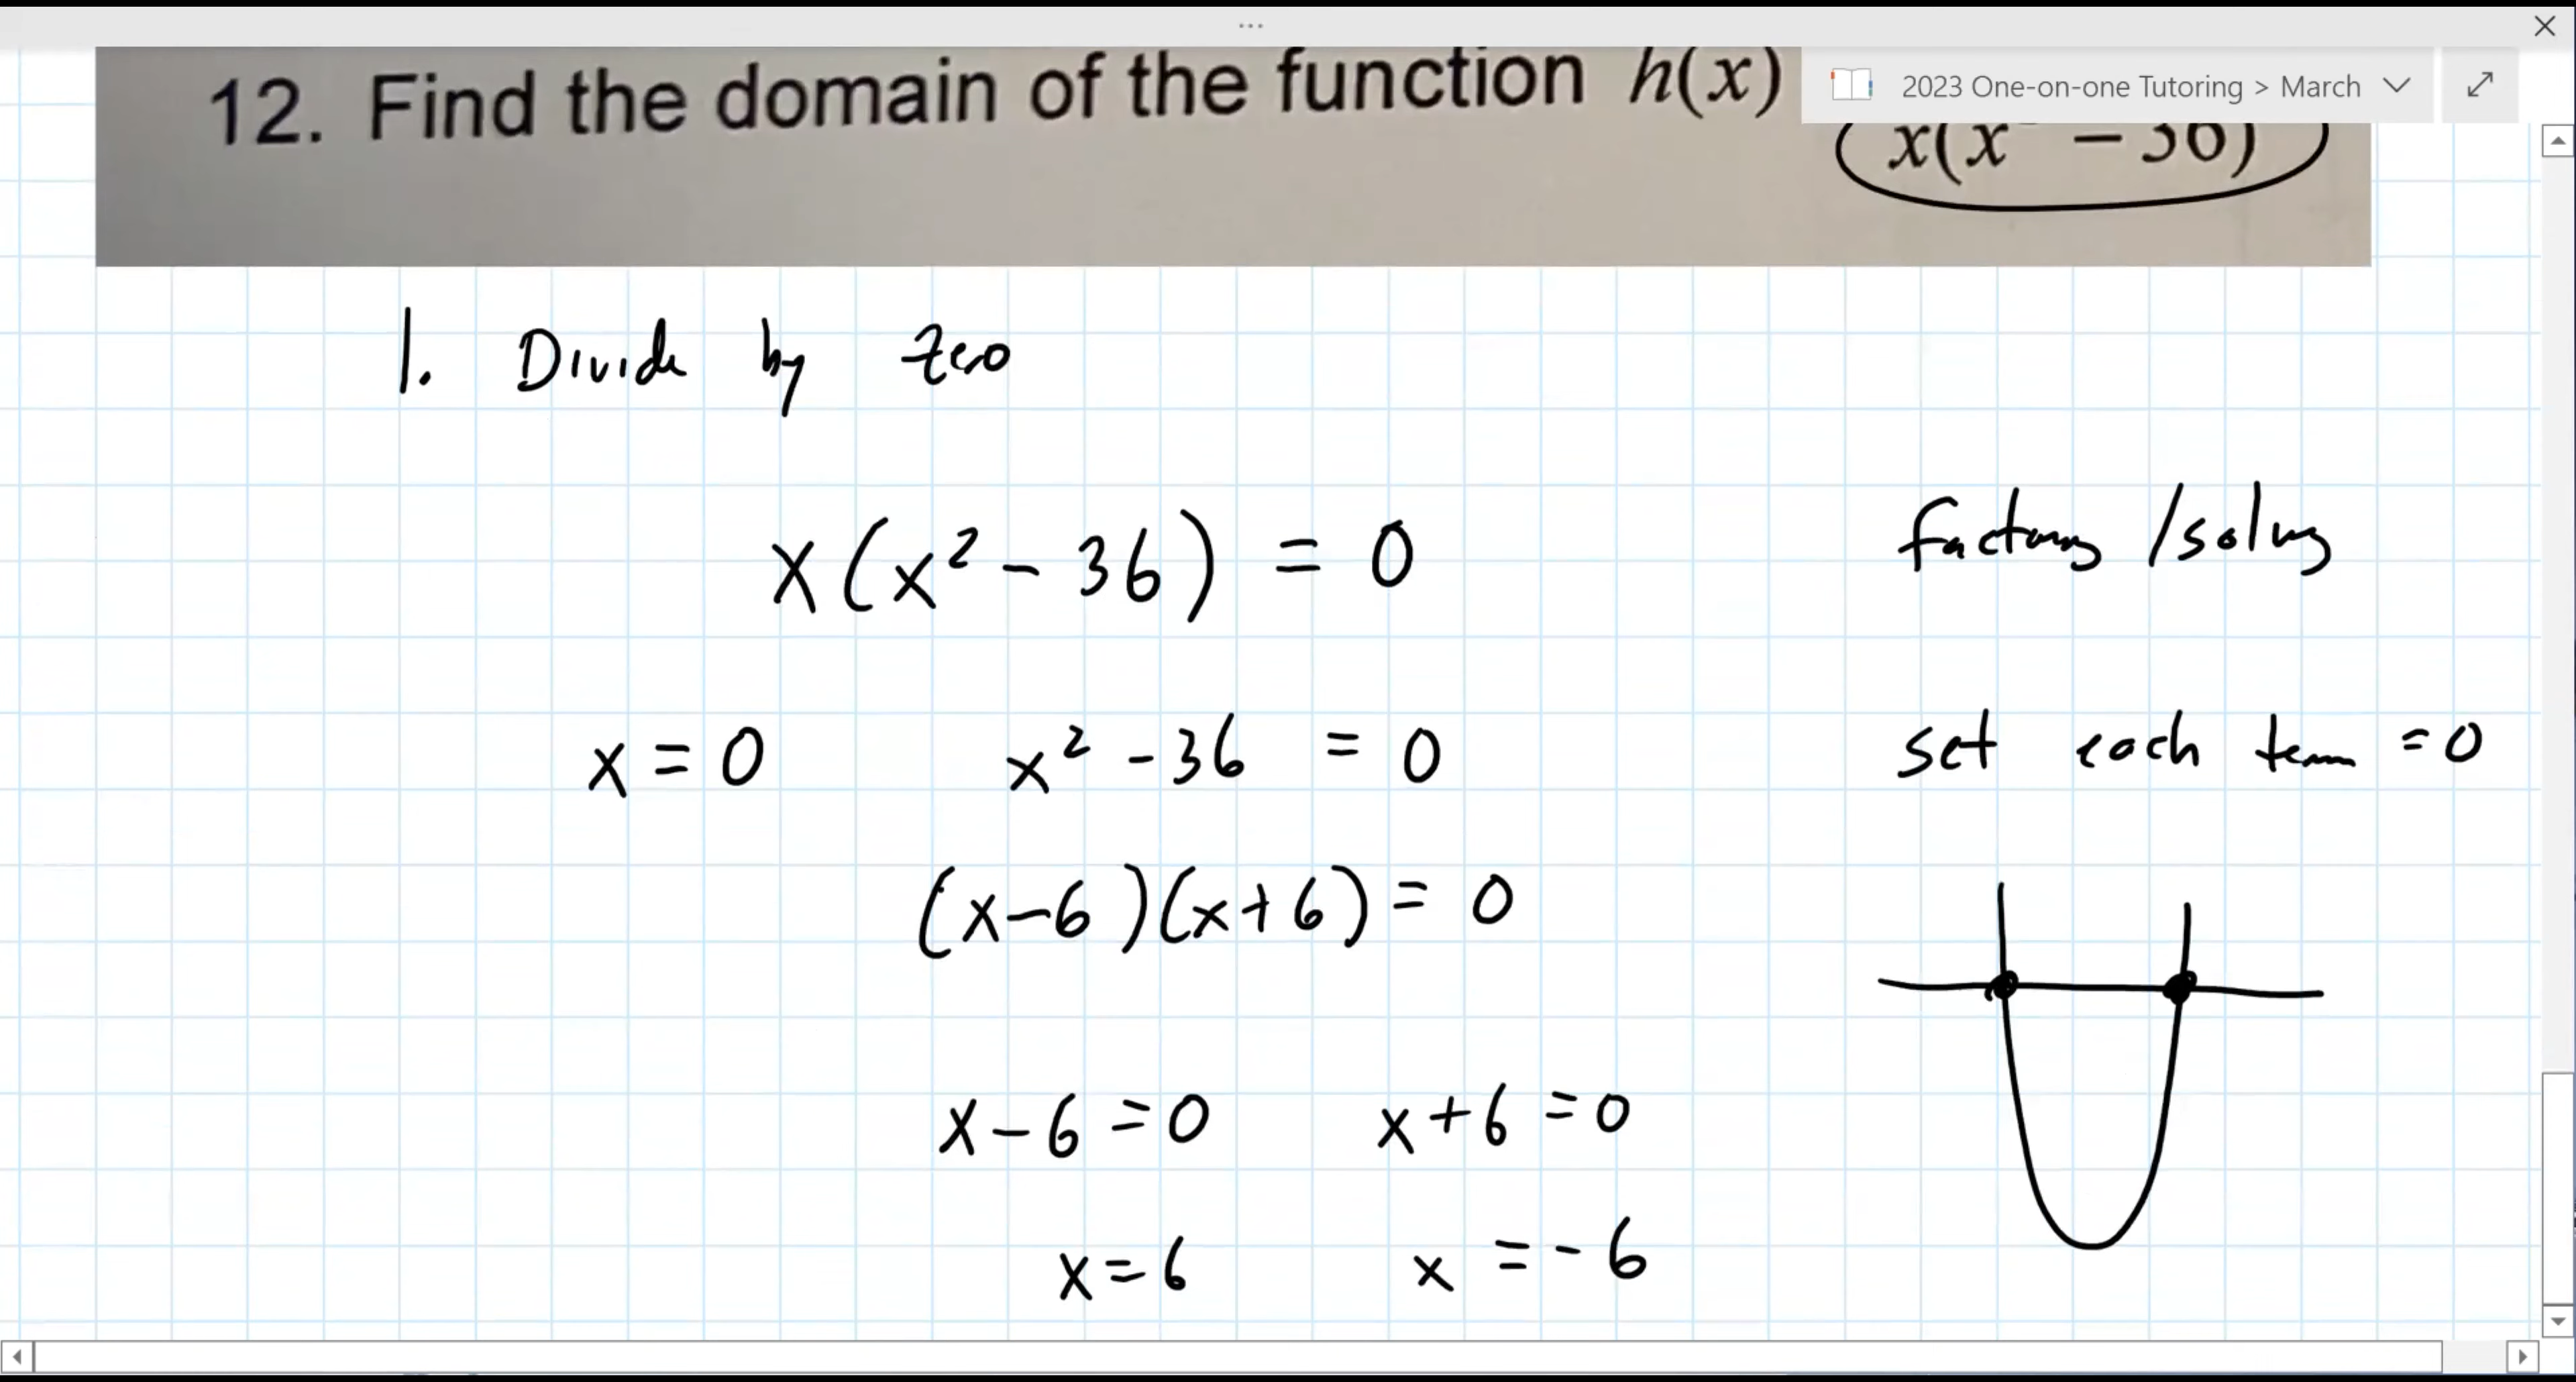 ...
12. Find the domain of the function h(x)
2023 One-on-one Tutoring > March
x(x - 36)
1. Divide by zero
x(x² - 36) = 0
factoring / solving
x = 0
x² - 36 = 0
set each term = 0
(x-6)(x+6) = 0
x - 6 = 0
x + 6 = 0
x = 6
x = -6